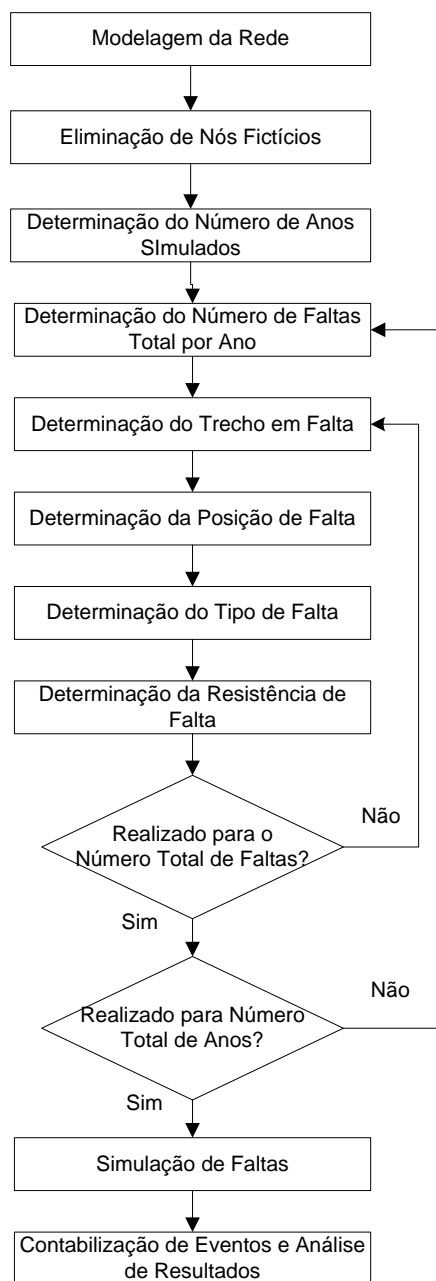 Modelagem da Rede
Eliminação de Nós Fictícios
Determinação do Número de Anos
SImulados
Determinação do Número de Faltas
Total por Ano
Determinação do Trecho em Falta
Determinação da Posição de Falta
Determinação do Tipo de Falta
Determinação da Resistência de
Falta
Realizado para o
Número Total de Faltas?
Não
Sim
Realizado para Número
Total de Anos?
Não
Sim
Simulação de Faltas
Contabilização de Eventos e Análise
de Resultados